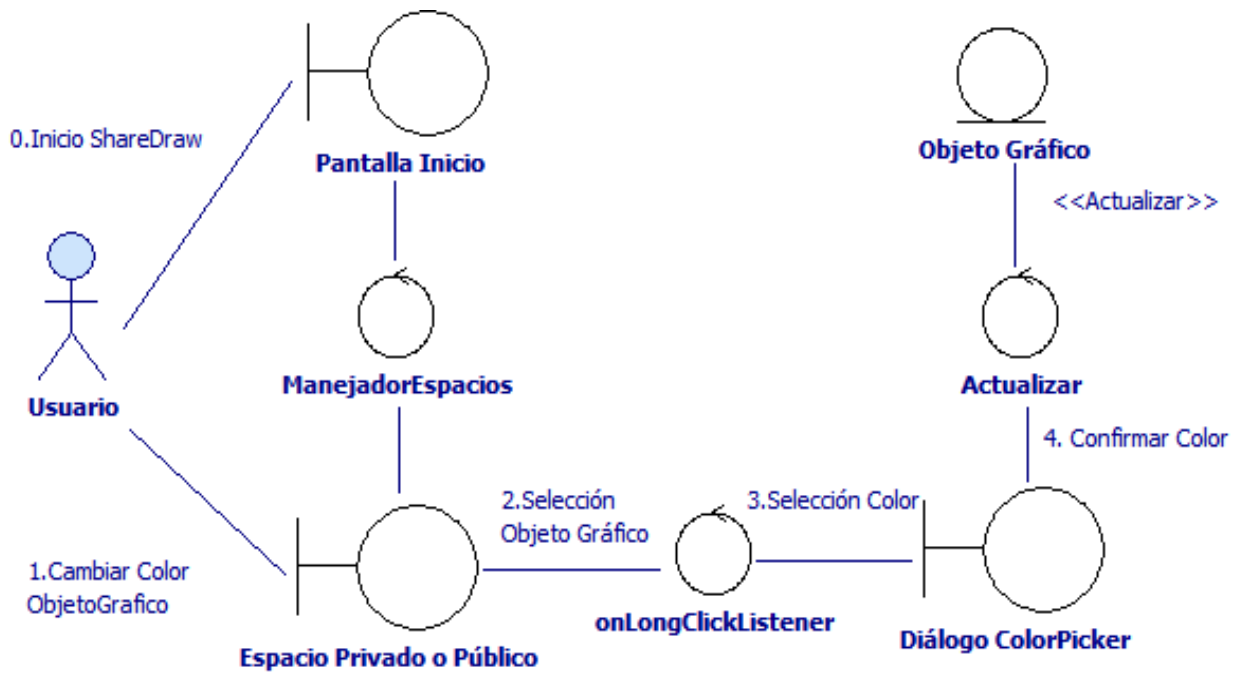 0.Inicio ShareDraw
Pantalla Inicio
Objeto Gráfico
<<Actualizar>>
Usuario
ManejadorEspacios
Actualizar
4. Confirmar Color
2.Selección
Objeto Gráfico
3.Selección Color
1.Cambiar Color
ObjetoGrafico
onLongClickListener
Diálogo ColorPicker
Espacio Privado o Público